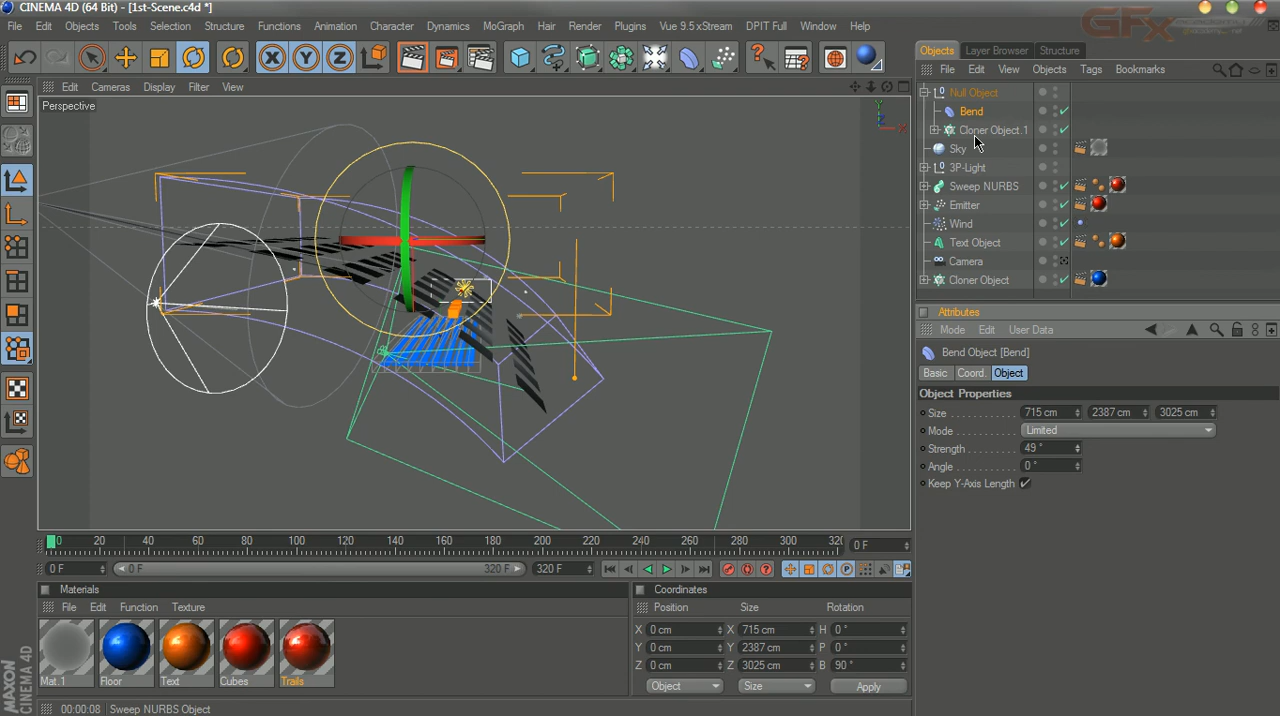 CINEMA 4D (64 Bit) - [1st-Scene.c4d *]
File Edit Objects Tools Selection Structure Functions Animation Character Dynamics MoGraph Hair Render Plugins Vue 9.5xStream DPIT Full Window Help
GFx
Objects Layer Browser Structure
File Edit View Objects Tags Bookmarks
Edit Cameras Display Filter View
Perspective
Null Object
Bend
Cloner Object.1
Sky
3P-Light
Sweep NURBS
Emitter
Wind
Text Object
Camera
Cloner Object
Attributes
Mode Edit User Data
Bend Object [Bend]
Basic Coord. Object
Object Properties
Size 715 cm 2387 cm 3025 cm
Mode Limited
Strength 49 °
Angle 0 °
Keep Y-Axis Length
0 20 40 60 80 100 120 140 160 180 200 220 240 260 280 300 32 0 F
0 F 0 F 320 F 320 F
Materials
File Edit Function Texture
Mat.1 Floor Text Cubes Trails
Coordinates
Position Size Rotation
X 0 cm X 715 cm H 0 °
Y 0 cm Y 2387 cm P 0 °
Z 0 cm Z 3025 cm B 90 °
Object Size Apply
MAXON
CINEMA 4D
00:00:08 Sweep NURBS Object